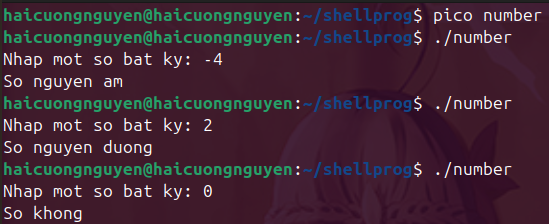 haicuongnguyen@haicuongnguyen:~/shellprog$ pico number
haicuongnguyen@haicuongnguyen:~/shellprog$ ./number
Nhap mot so bat ky: -4
So nguyen am
haicuongnguyen@haicuongnguyen:~/shellprog$ ./number
Nhap mot so bat ky: 2
So nguyen duong
haicuongnguyen@haicuongnguyen:~/shellprog$ ./number
Nhap mot so bat ky: 0
So khong